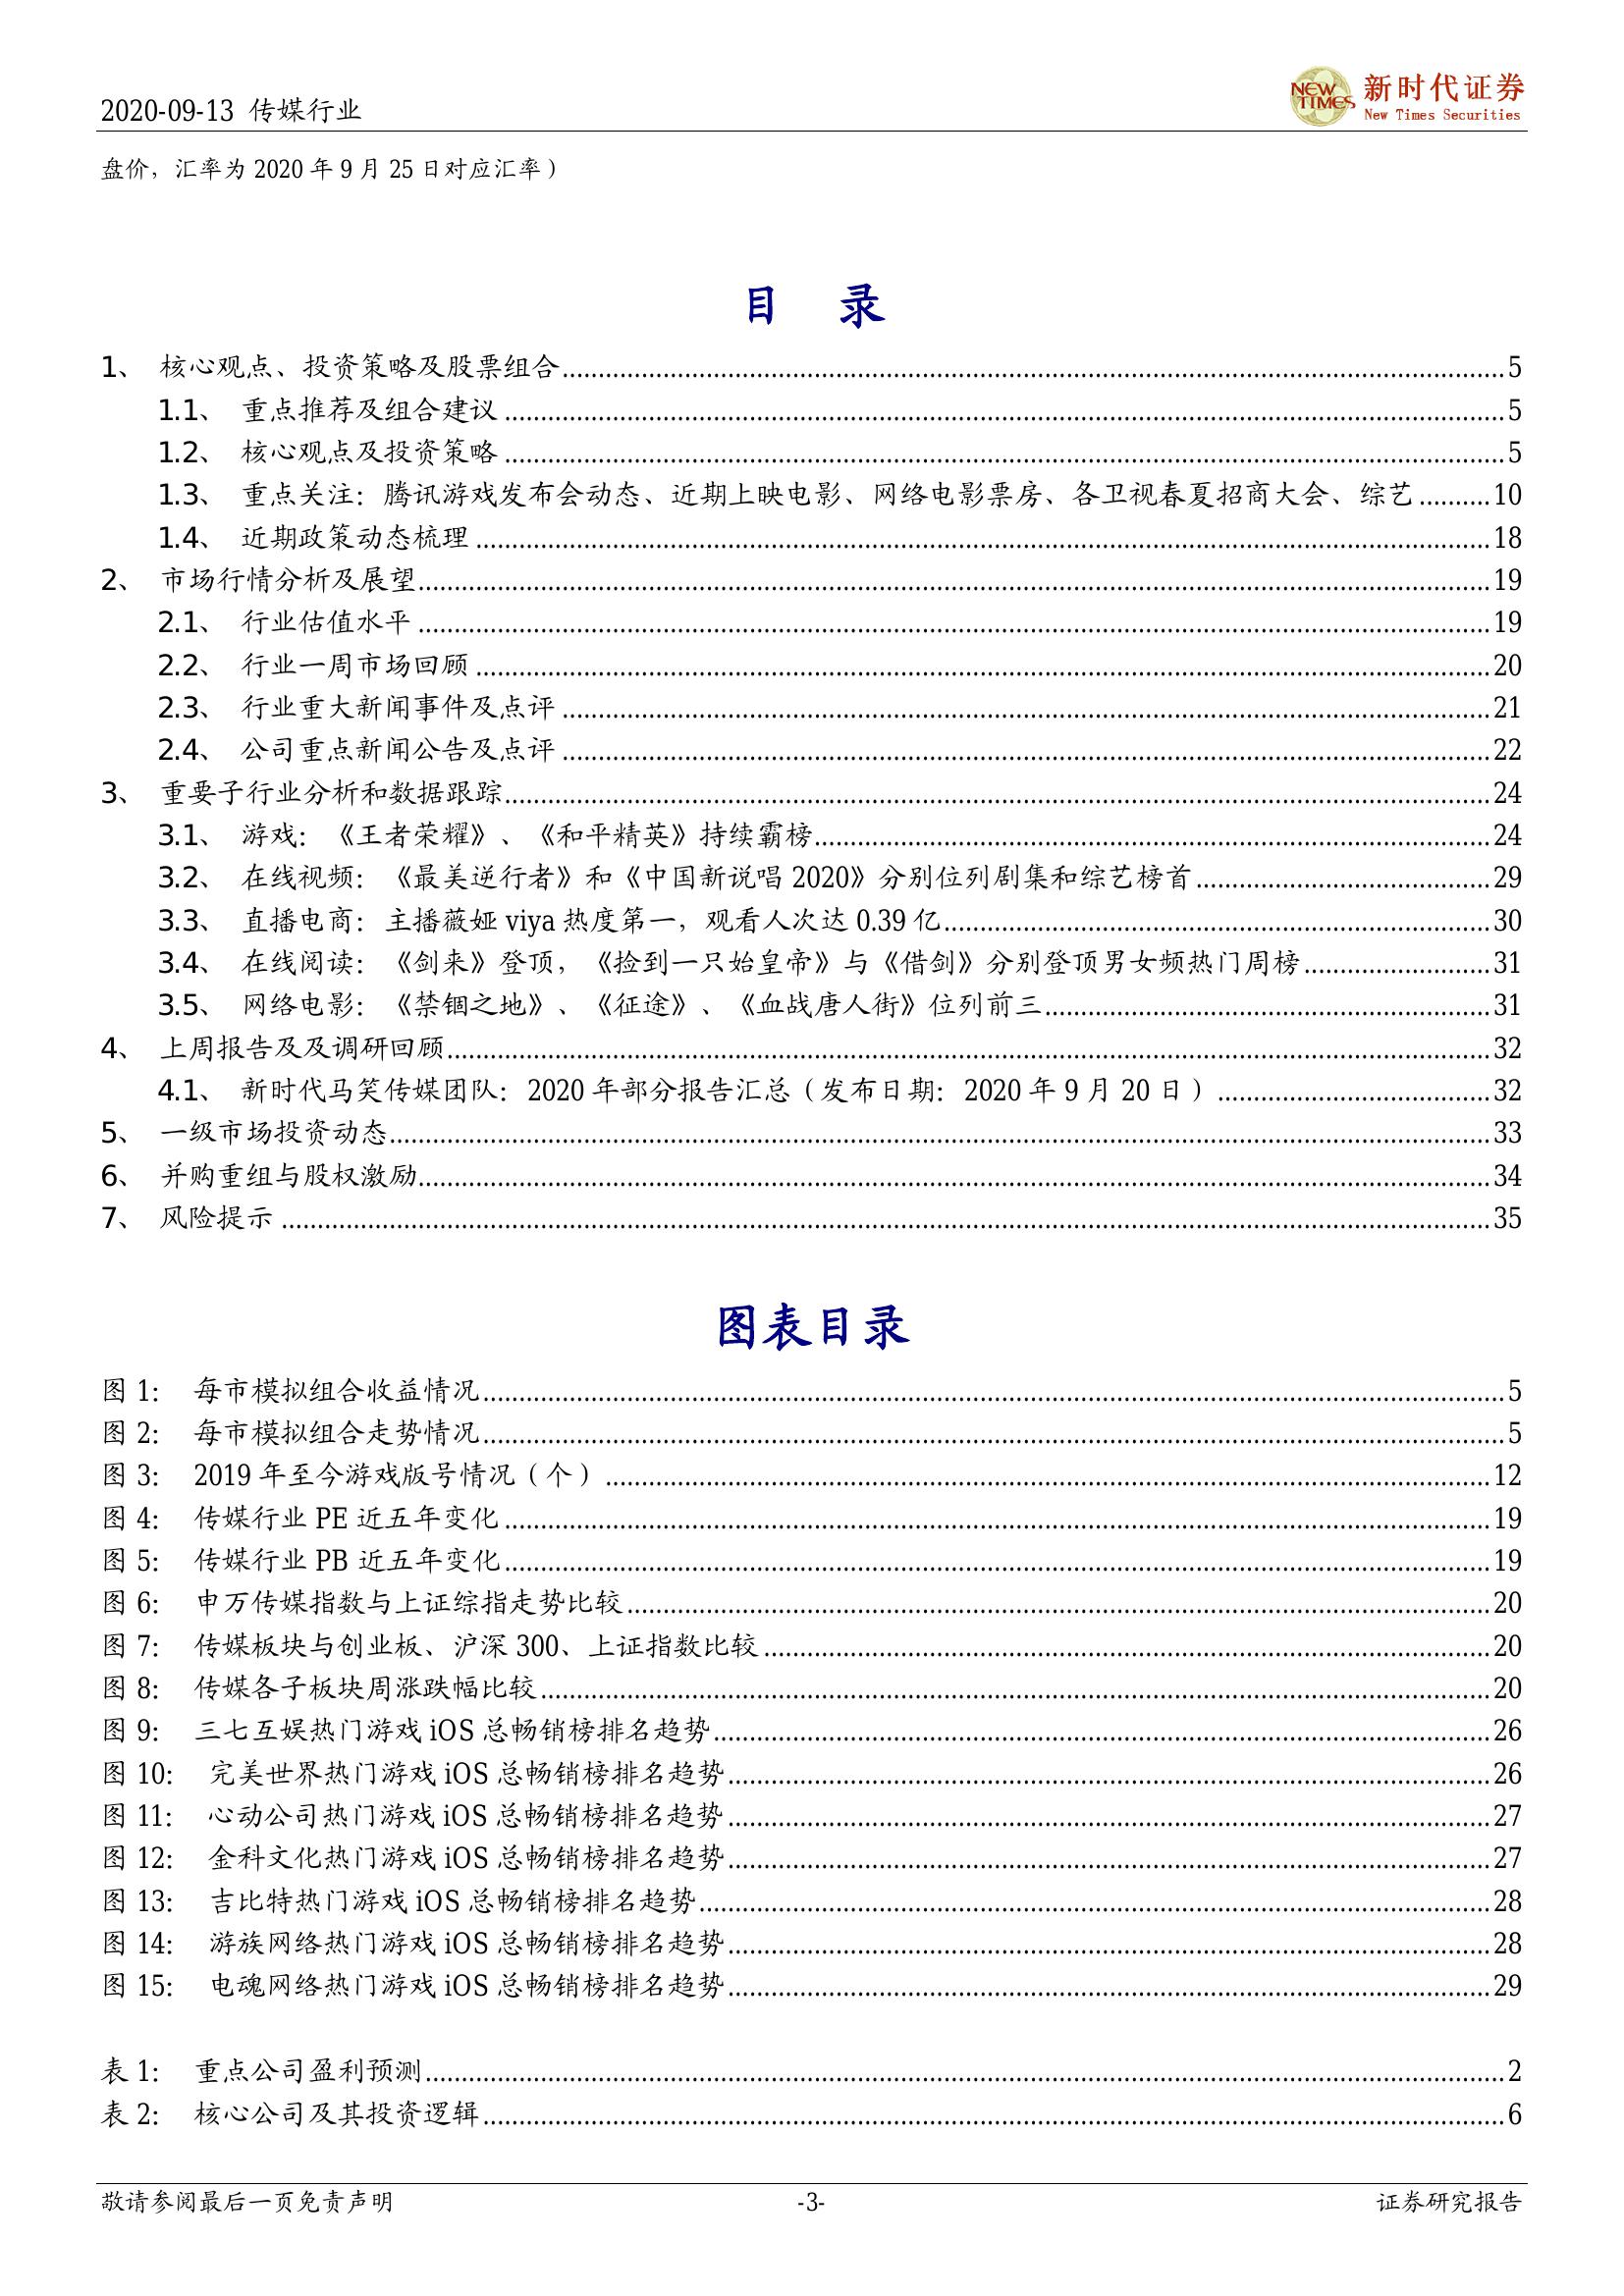 2020-09-13 传媒行业
NEW TIMES 新时代证券
New Times Securities
盘价，汇率为 2020 年 9 月 25 日对应汇率）
目 录
1、 核心观点、投资策略及股票组合 5
1.1、 重点推荐及组合建议 5
1.2、 核心观点及投资策略 5
1.3、 重点关注：腾讯游戏发布会动态、近期上映电影、网络电影票房、各卫视春夏招商大会、综艺 10
1.4、 近期政策动态梳理 18
2、 市场行情分析及展望 19
2.1、 行业估值水平 19
2.2、 行业一周市场回顾 20
2.3、 行业重大新闻事件及点评 21
2.4、 公司重点新闻公告及点评 22
3、 重要子行业分析和数据跟踪 24
3.1、 游戏：《王者荣耀》、《和平精英》持续霸榜 24
3.2、 在线视频：《最美逆行者》和《中国新说唱 2020》分别位列剧集和综艺榜首 29
3.3、 直播电商：主播薇娅 viya 热度第一，观看人次达 0.39 亿 30
3.4、 在线阅读：《剑来》登顶，《捡到一只始皇帝》与《借剑》分别登顶男女频热门周榜 31
3.5、 网络电影：《禁锢之地》、《征途》、《血战唐人街》位列前三 31
4、 上周报告及及调研回顾 32
4.1、 新时代马笑传媒团队：2020 年部分报告汇总（发布日期：2020 年 9 月 20 日） 32
5、 一级市场投资动态 33
6、 并购重组与股权激励 34
7、 风险提示 35
图表目录
图 1： 每市模拟组合收益情况 5
图 2： 每市模拟组合走势情况 5
图 3： 2019 年至今游戏版号情况（个） 12
图 4： 传媒行业 PE 近五年变化 19
图 5： 传媒行业 PB 近五年变化 19
图 6： 申万传媒指数与上证综指走势比较 20
图 7： 传媒板块与创业板、沪深 300、上证指数比较 20
图 8： 传媒各子板块周涨跌幅比较 20
图 9： 三七互娱热门游戏 iOS 总畅销榜排名趋势 26
图 10： 完美世界热门游戏 iOS 总畅销榜排名趋势 26
图 11： 心动公司热门游戏 iOS 总畅销榜排名趋势 27
图 12： 金科文化热门游戏 iOS 总畅销榜排名趋势 27
图 13： 吉比特热门游戏 iOS 总畅销榜排名趋势 28
图 14： 游族网络热门游戏 iOS 总畅销榜排名趋势 28
图 15： 电魂网络热门游戏 iOS 总畅销榜排名趋势 29
表 1： 重点公司盈利预测 2
表 2： 核心公司及其投资逻辑 6
敬请参阅最后一页免责声明 -3- 证券研究报告